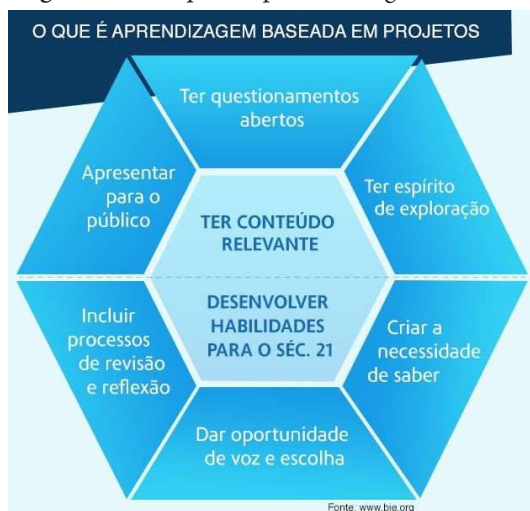 O QUE É APRENDIZAGEM BASEADA EM PROJETOS
Ter questionamentos
abertos
Apresentar
para o
público
Ter espírito
de exploração
TER CONTEÚDO
RELEVANTE
DESENVOLVER
HABILIDADES
PARA O SÉC. 21
Incluir
processos
de revisão
e reflexão
Criar a
necessidade
de saber
Dar oportunidade
de voz e escolha
Fonte: www.bie.org